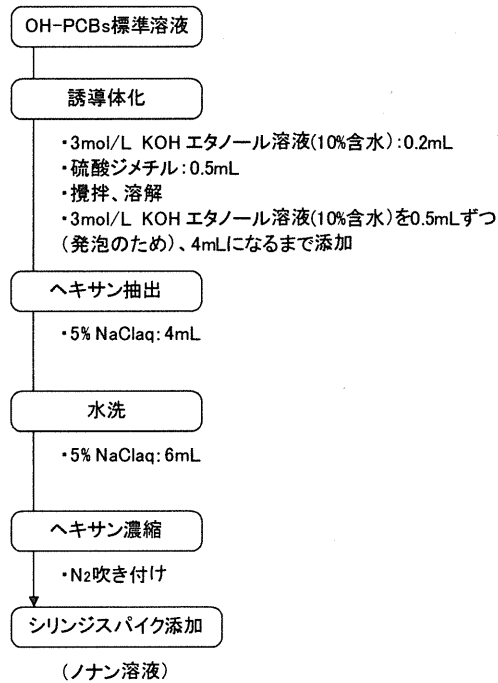 OH-PCBs標準溶液
誘導体化
・3mol/L KOH エタノール溶液(10%含水):0.2mL
・硫酸ジメチル:0.5mL
・攪拌、溶解
・3mol/L KOH エタノール溶液(10%含水)を0.5mLずつ
(発泡のため)、4mLになるまで添加
ヘキサン抽出
・5% NaClaq: 4mL
水洗
・5% NaClaq: 6mL
ヘキサン濃縮
・N₂吹き付け
シリンジスパイク添加
(ノナン溶液)